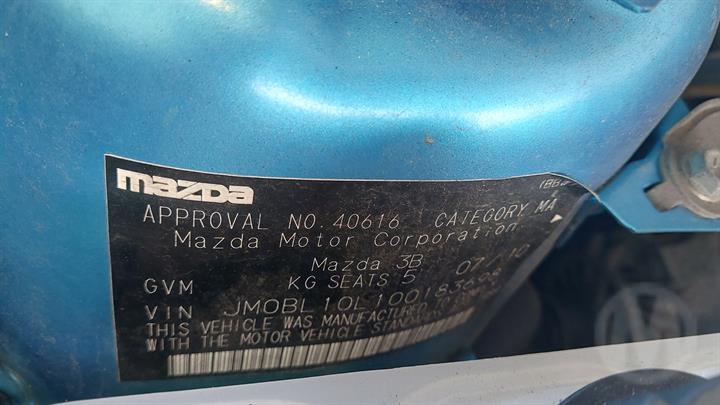 mazda
APPROVAL NO. 40616 CATEGORY MA
Mazda Motor Corporation
Mazda 3B 07/10
GVM KG SEATS 5
VIN JM0BL10L100183698
THIS VEHICLE WAS MANUFACTURED
WITH THE MOTOR VEHICLE STANDARDS